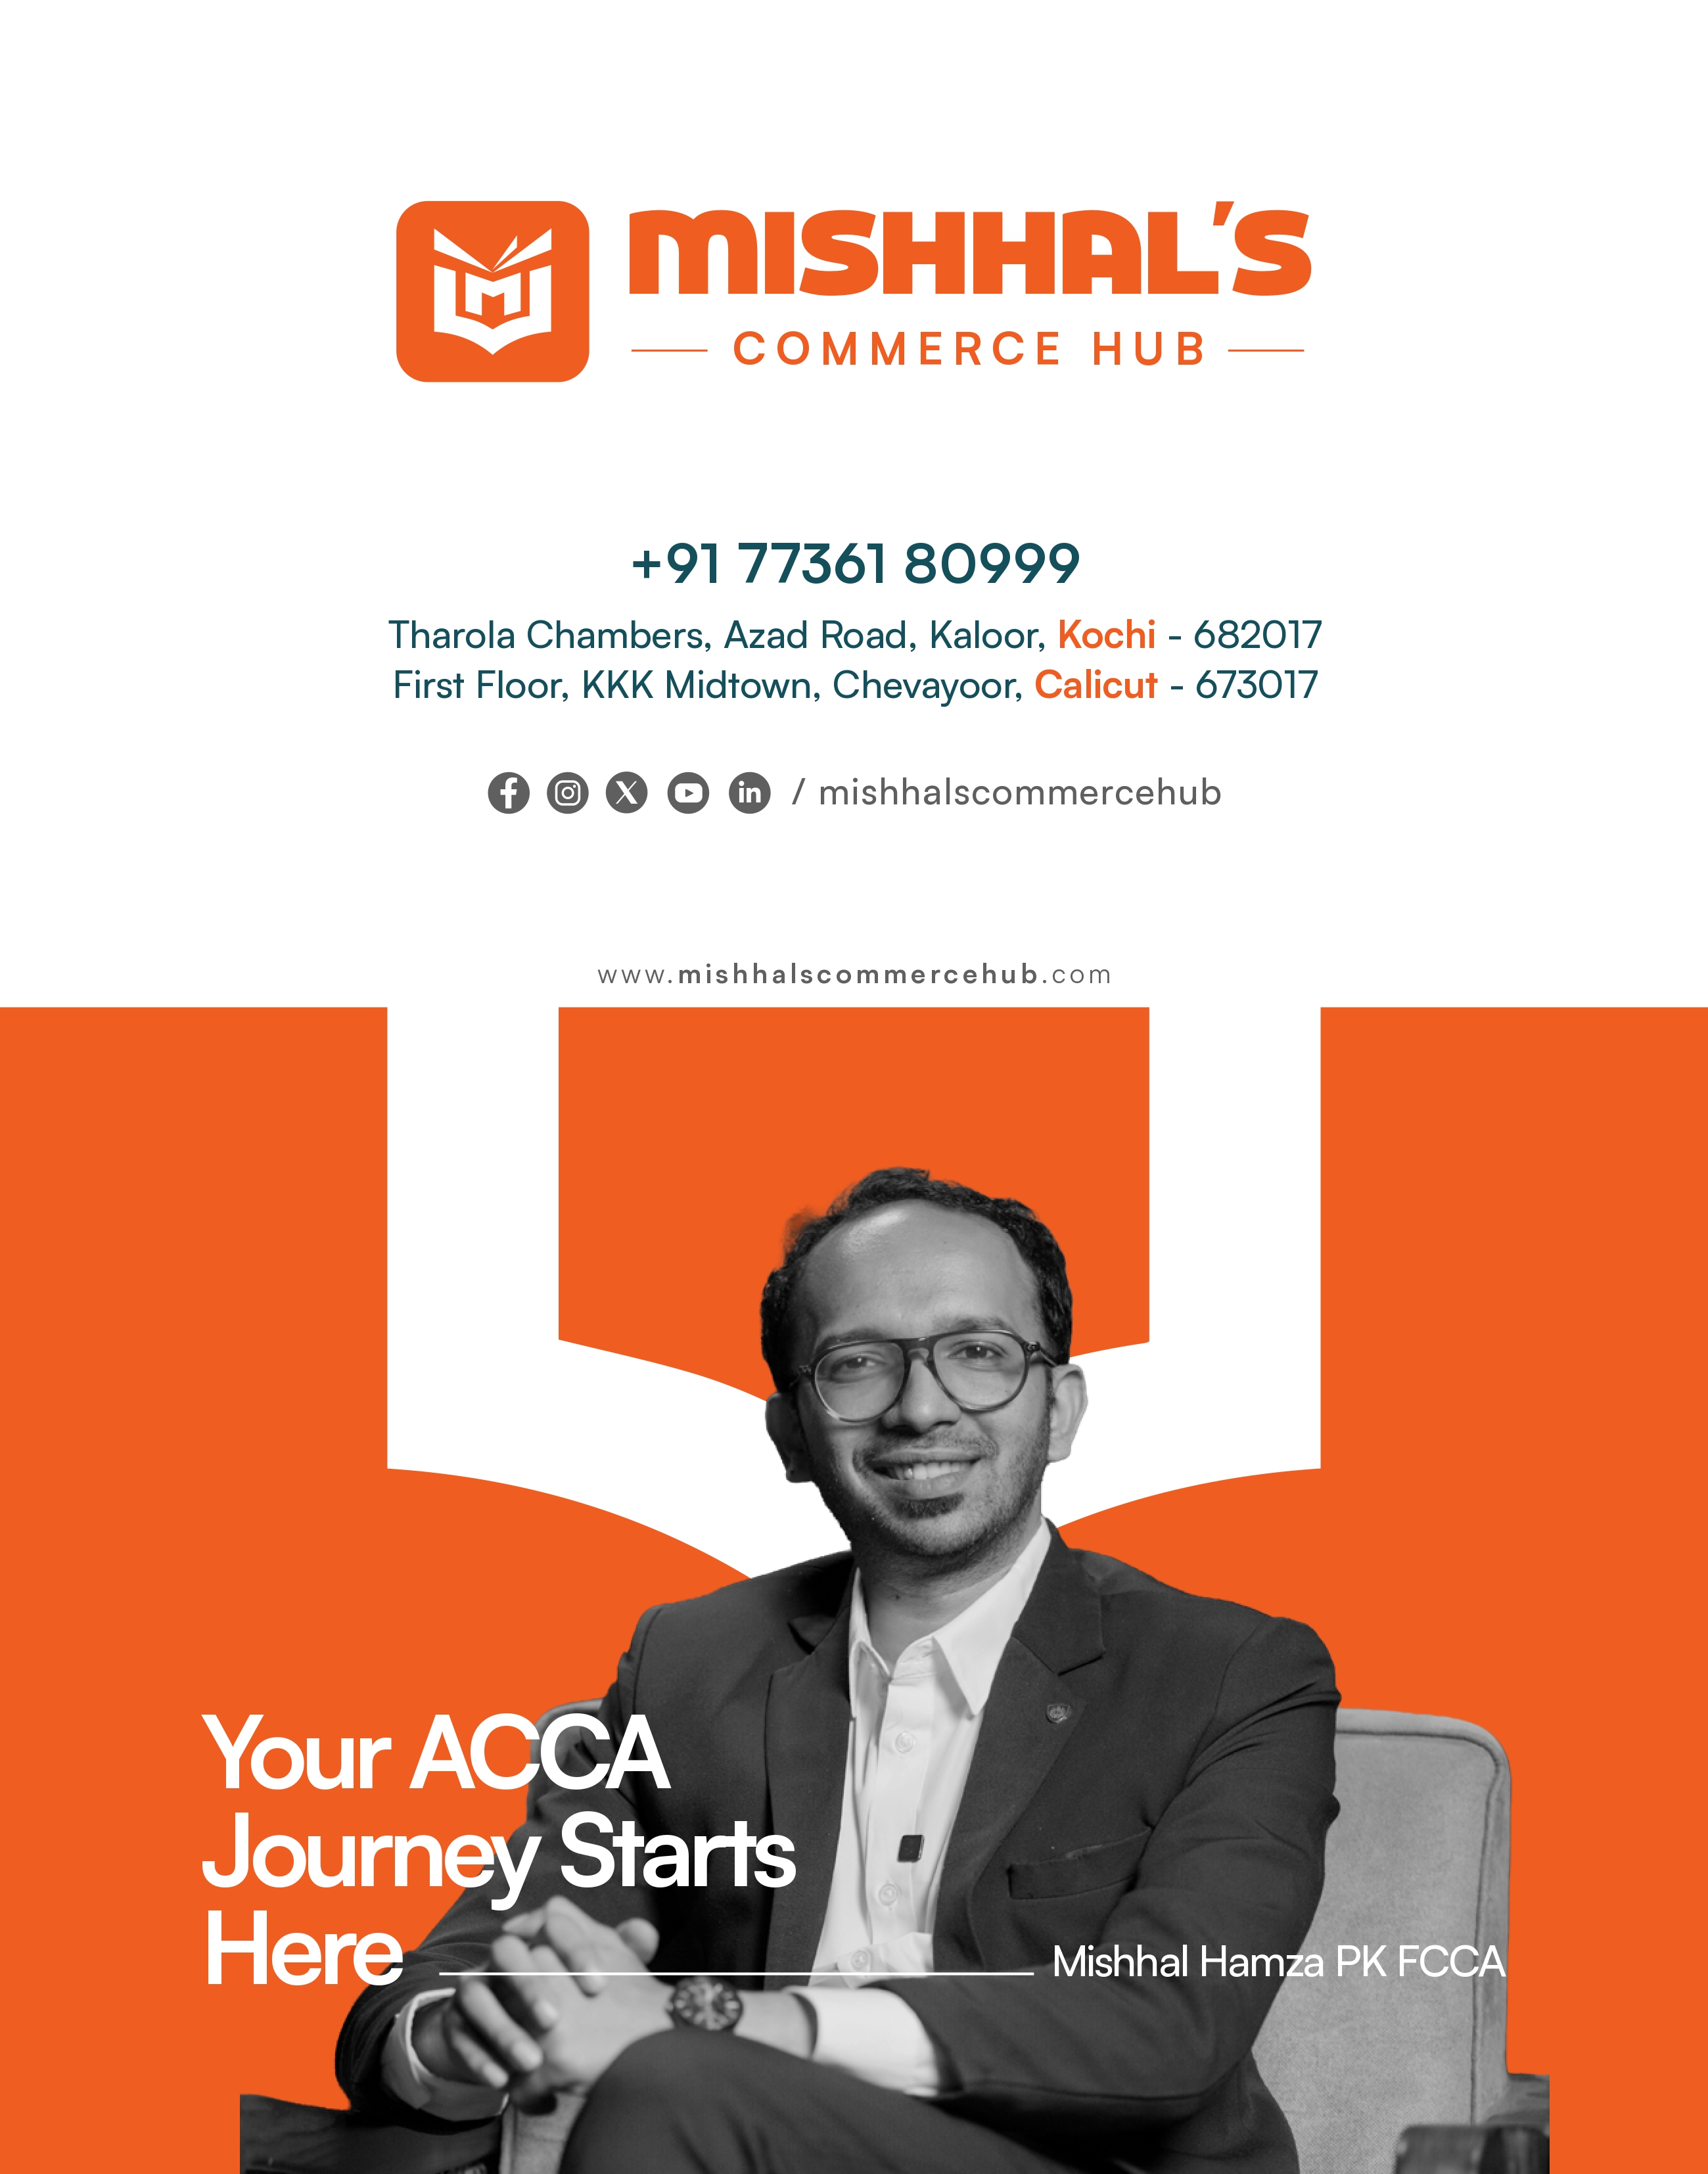 MISHHAL'S
COMMERCE HUB
+91 77361 80999
Tharola Chambers, Azad Road, Kaloor, Kochi - 682017
First Floor, KKK Midtown, Chevayoor, Calicut - 673017
/ mishhalscommercehub
www.mishhalscommercehub.com
Your ACCA
Journey Starts
Here
Mishhal Hamza PK FCCA